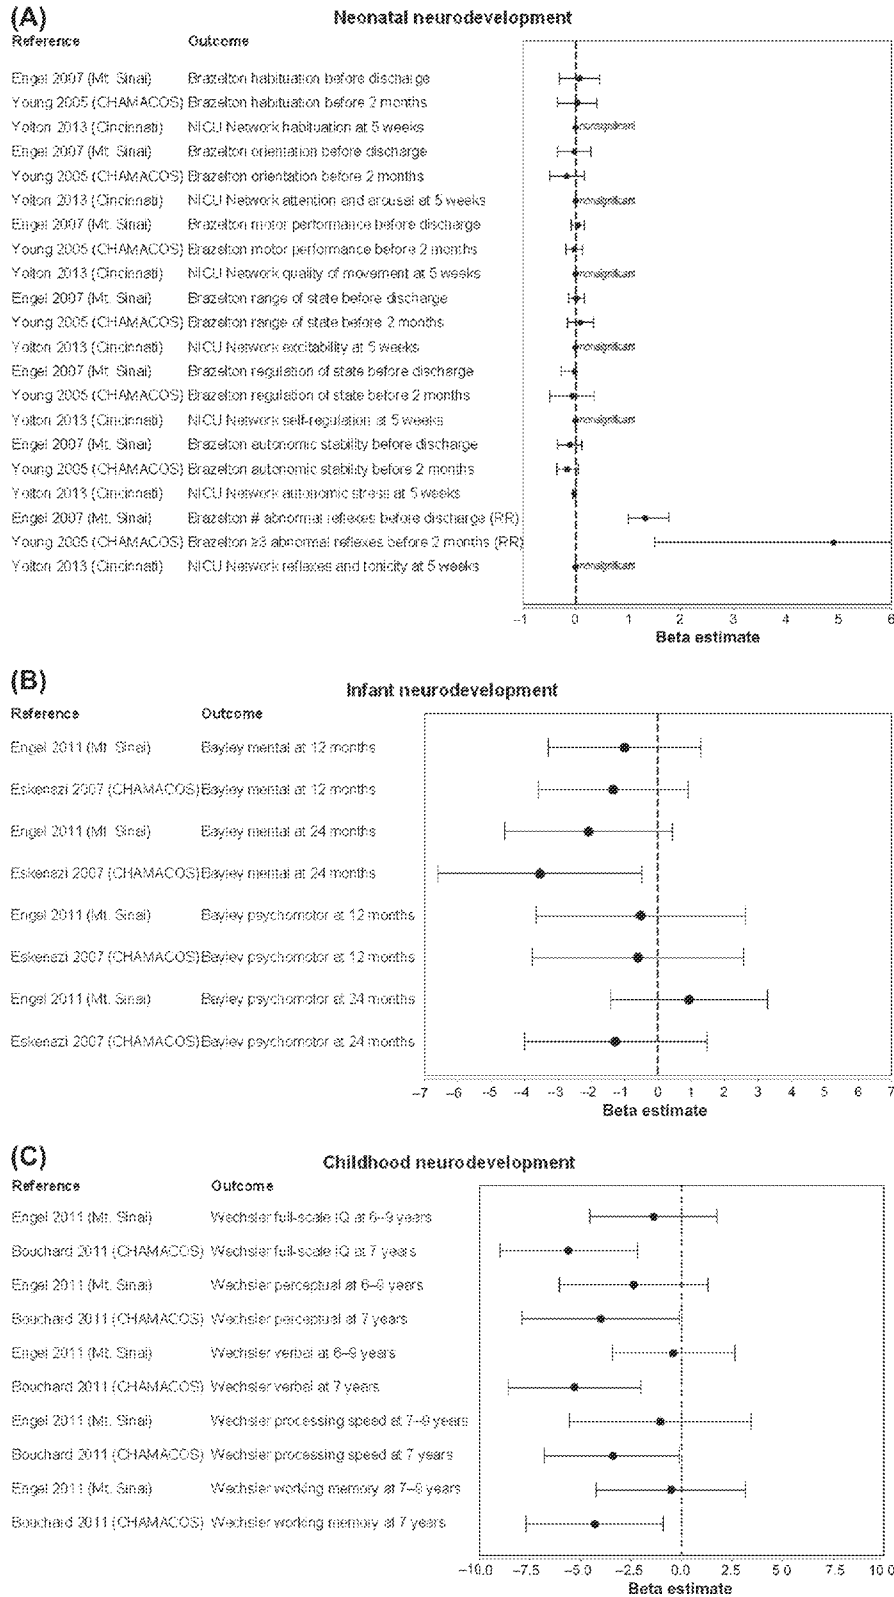 (A)
Neonatal neurodevelopment
Reference Outcome
Engel 2007 (Mt. Sinai) Brazelton habituation before discharge
Young 2005 (CHAMACOS) Brazelton habituation before 2 months
Yolton 2013 (Cincinnati) NICU Network habituation at 5 weeks nonsignificant
Engel 2007 (Mt. Sinai) Brazelton orientation before discharge
Young 2005 (CHAMACOS) Brazelton orientation before 2 months
Yolton 2013 (Cincinnati) NICU Network attention and arousal at 5 weeks nonsignificant
Engel 2007 (Mt. Sinai) Brazelton motor performance before discharge
Young 2005 (CHAMACOS) Brazelton motor performance before 2 months
Yolton 2013 (Cincinnati) NICU Network quality of movement at 5 weeks nonsignificant
Engel 2007 (Mt. Sinai) Brazelton range of state before discharge
Young 2005 (CHAMACOS) Brazelton range of state before 2 months
Yolton 2013 (Cincinnati) NICU Network excitability at 5 weeks nonsignificant
Engel 2007 (Mt. Sinai) Brazelton regulation of state before discharge
Young 2005 (CHAMACOS) Brazelton regulation of state before 2 months
Yolton 2013 (Cincinnati) NICU Network self-regulation at 5 weeks nonsignificant
Engel 2007 (Mt. Sinai) Brazelton autonomic stability before discharge
Young 2005 (CHAMACOS) Brazelton autonomic stability before 2 months
Yolton 2013 (Cincinnati) NICU Network autonomic stress at 5 weeks
Engel 2007 (Mt. Sinai) Brazelton # abnormal reflexes before discharge (RR)
Young 2005 (CHAMACOS) Brazelton ≥3 abnormal reflexes before 2 months (RR)
Yolton 2013 (Cincinnati) NICU Network reflexes and tonicity at 5 weeks nonsignificant
−1 0 1 2 3 4 5 6
Beta estimate
(B)
Infant neurodevelopment
Reference Outcome
Engel 2011 (Mt. Sinai) Bayley mental at 12 months
Eskenazi 2007 (CHAMACOS) Bayley mental at 12 months
Engel 2011 (Mt. Sinai) Bayley mental at 24 months
Eskenazi 2007 (CHAMACOS) Bayley mental at 24 months
Engel 2011 (Mt. Sinai) Bayley psychomotor at 12 months
Eskenazi 2007 (CHAMACOS) Bayley psychomotor at 12 months
Engel 2011 (Mt. Sinai) Bayley psychomotor at 24 months
Eskenazi 2007 (CHAMACOS) Bayley psychomotor at 24 months
−7 −6 −5 −4 −3 −2 −1 0 1 2 3 4 5 6 7
Beta estimate
(C)
Childhood neurodevelopment
Reference Outcome
Engel 2011 (Mt. Sinai) Wechsler full-scale IQ at 6–9 years
Bouchard 2011 (CHAMACOS) Wechsler full-scale IQ at 7 years
Engel 2011 (Mt. Sinai) Wechsler perceptual at 6–9 years
Bouchard 2011 (CHAMACOS) Wechsler perceptual at 7 years
Engel 2011 (Mt. Sinai) Wechsler verbal at 6–9 years
Bouchard 2011 (CHAMACOS) Wechsler verbal at 7 years
Engel 2011 (Mt. Sinai) Wechsler processing speed at 7–9 years
Bouchard 2011 (CHAMACOS) Wechsler processing speed at 7 years
Engel 2011 (Mt. Sinai) Wechsler working memory at 7–9 years
Bouchard 2011 (CHAMACOS) Wechsler working memory at 7 years
−10.0 −7.5 −5.0 −2.5 0.0 2.5 5.0 7.5 10.0
Beta estimate